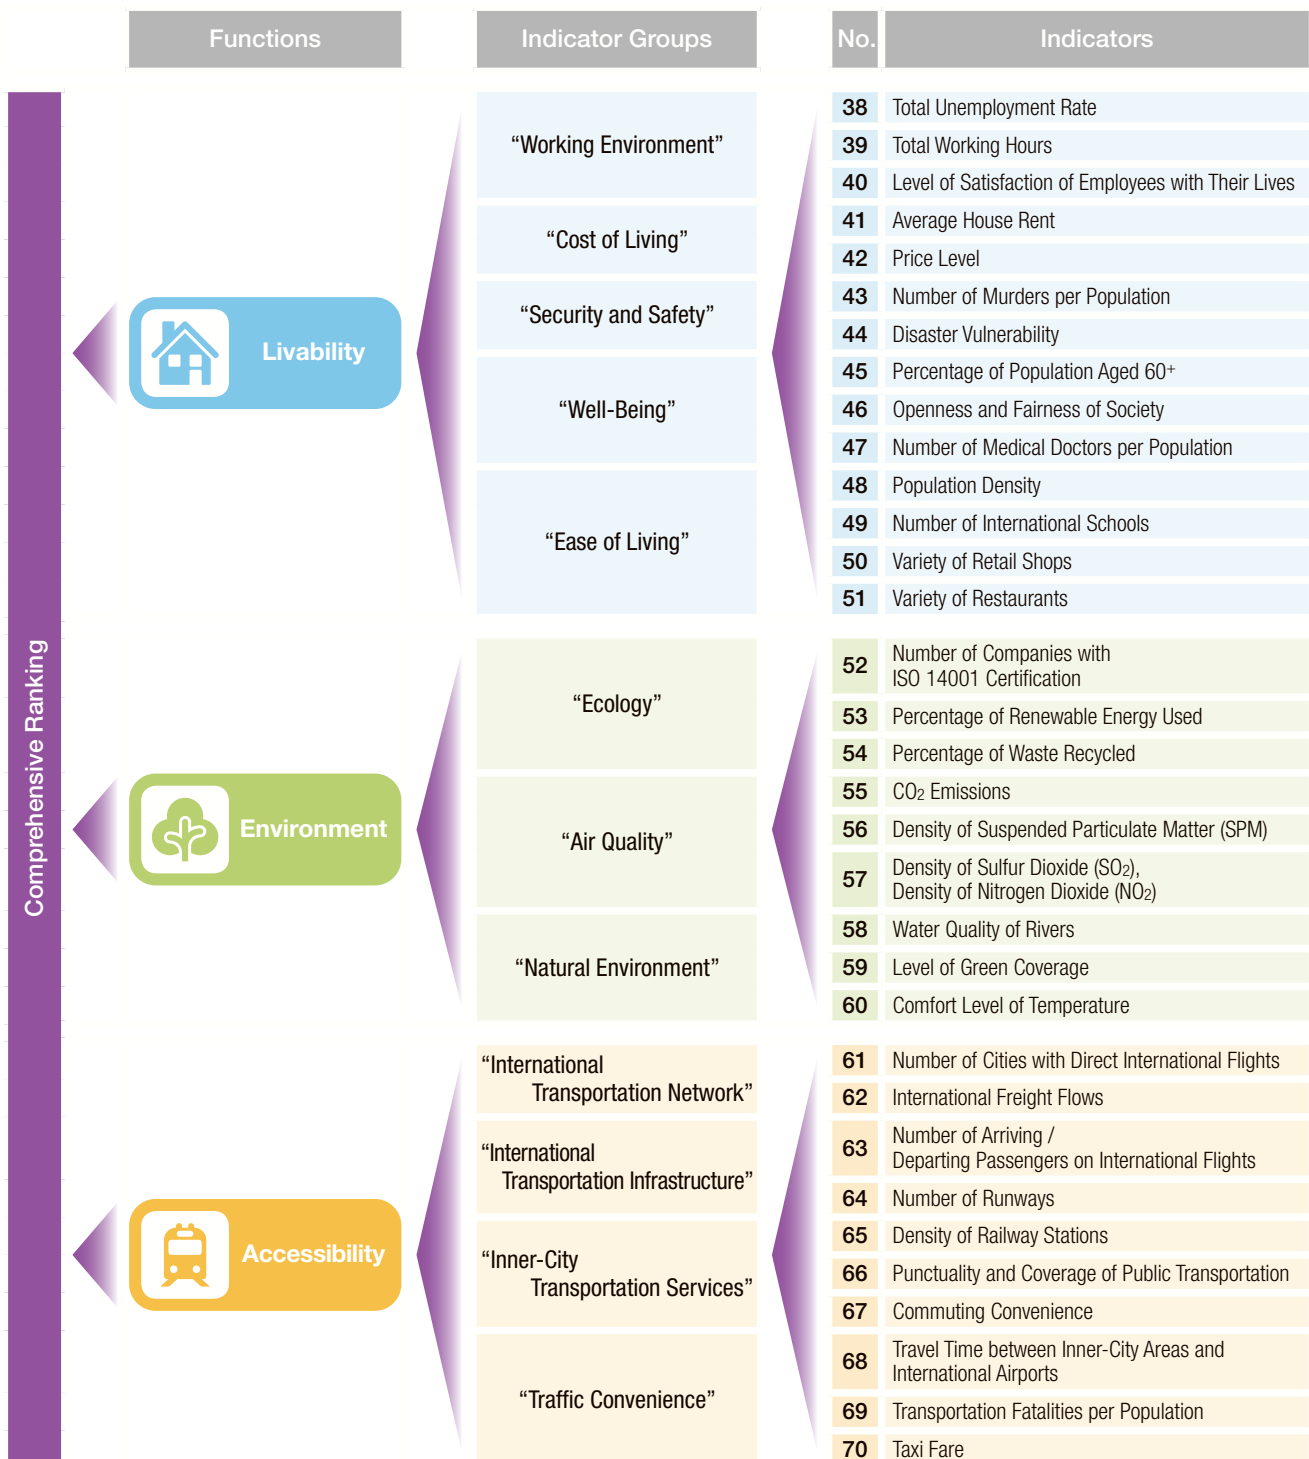 Functions
Indicator Groups
No.
Indicators
Comprehensive Ranking
Livability
“Working Environment”
“Cost of Living”
“Security and Safety”
“Well-Being”
“Ease of Living”
38 Total Unemployment Rate
39 Total Working Hours
40 Level of Satisfaction of Employees with Their Lives
41 Average House Rent
42 Price Level
43 Number of Murders per Population
44 Disaster Vulnerability
45 Percentage of Population Aged 60⁺
46 Openness and Fairness of Society
47 Number of Medical Doctors per Population
48 Population Density
49 Number of International Schools
50 Variety of Retail Shops
51 Variety of Restaurants
Environment
“Ecology”
“Air Quality”
“Natural Environment”
52 Number of Companies with
ISO 14001 Certification
53 Percentage of Renewable Energy Used
54 Percentage of Waste Recycled
55 CO₂ Emissions
56 Density of Suspended Particulate Matter (SPM)
57 Density of Sulfur Dioxide (SO₂),
Density of Nitrogen Dioxide (NO₂)
58 Water Quality of Rivers
59 Level of Green Coverage
60 Comfort Level of Temperature
Accessibility
“International
Transportation Network”
“International
Transportation Infrastructure”
“Inner-City
Transportation Services”
“Traffic Convenience”
61 Number of Cities with Direct International Flights
62 International Freight Flows
63 Number of Arriving /
Departing Passengers on International Flights
64 Number of Runways
65 Density of Railway Stations
66 Punctuality and Coverage of Public Transportation
67 Commuting Convenience
68 Travel Time between Inner-City Areas and
International Airports
69 Transportation Fatalities per Population
70 Taxi Fare